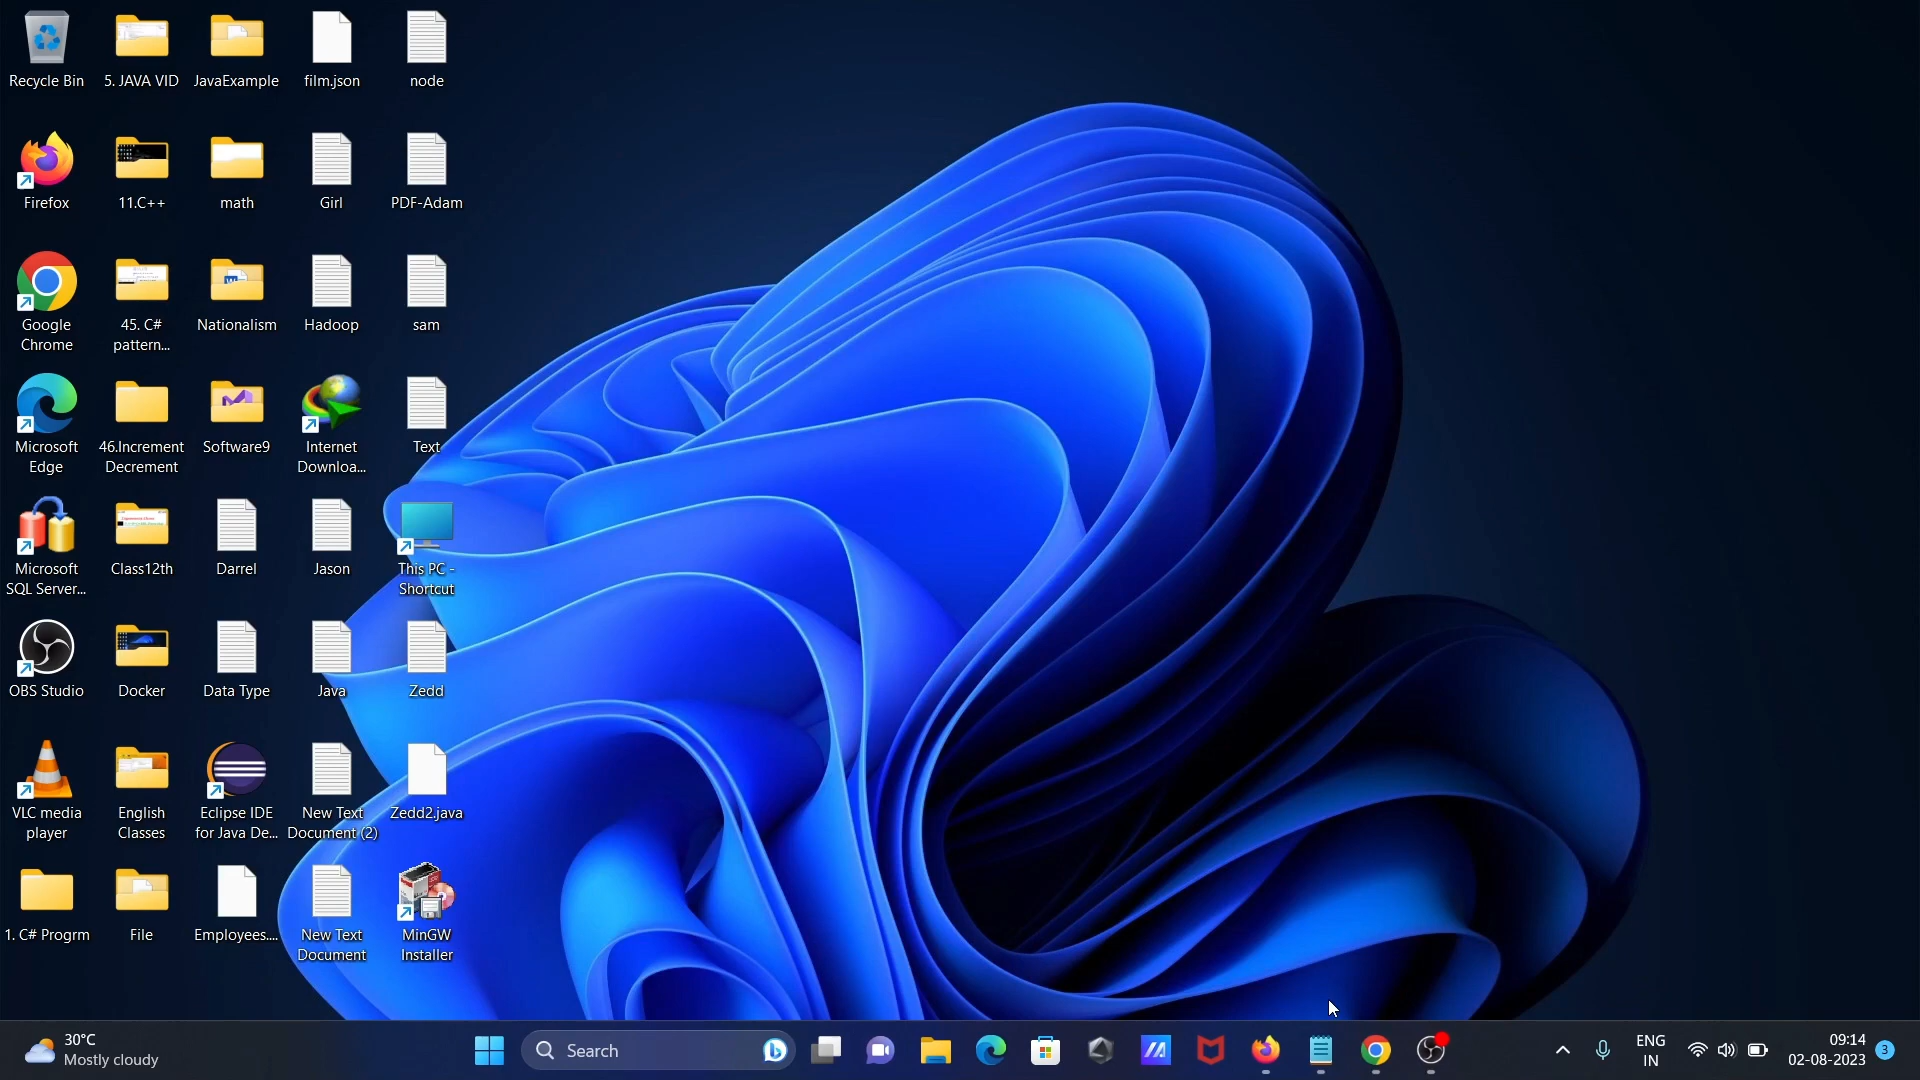 Recycle Bin
5. JAVA VID
JavaExample
film.json
node
Firefox
11.C++
math
Girl
PDF-Adam
Google
Chrome
45. C#
pattern...
Nationalism
Hadoop
sam
Microsoft
Edge
46.Increment
Decrement
Software9
Internet
Downloa...
Text
Microsoft
SQL Server...
Class12th
Darrel
Jason
This PC -
Shortcut
OBS Studio
Docker
Data Type
Java
Zedd
VLC media
player
English
Classes
Eclipse IDE
for Java De...
New Text
Document (2)
Zedd2.java
1. C# Progrm
File
Employees....
New Text
Document
MinGW
Installer
30°C
Mostly cloudy
Search
ENG
IN
09:14
02-08-2023
3